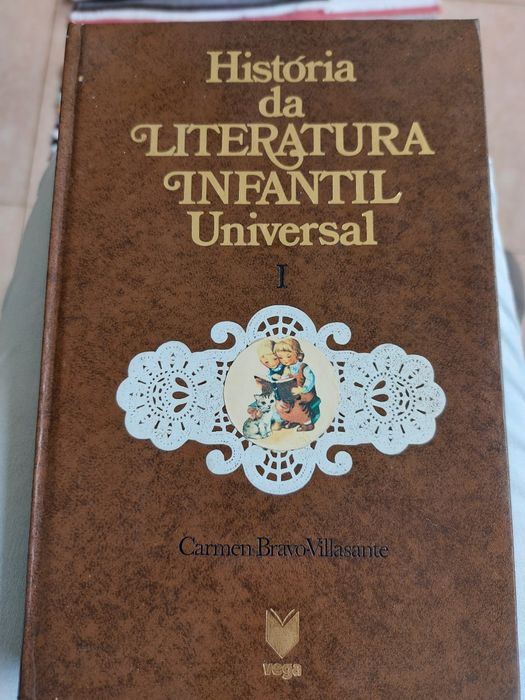 História
da
LITERATURA
INFANTIL
Universal
I
Carmen Bravo-Villasante
vega